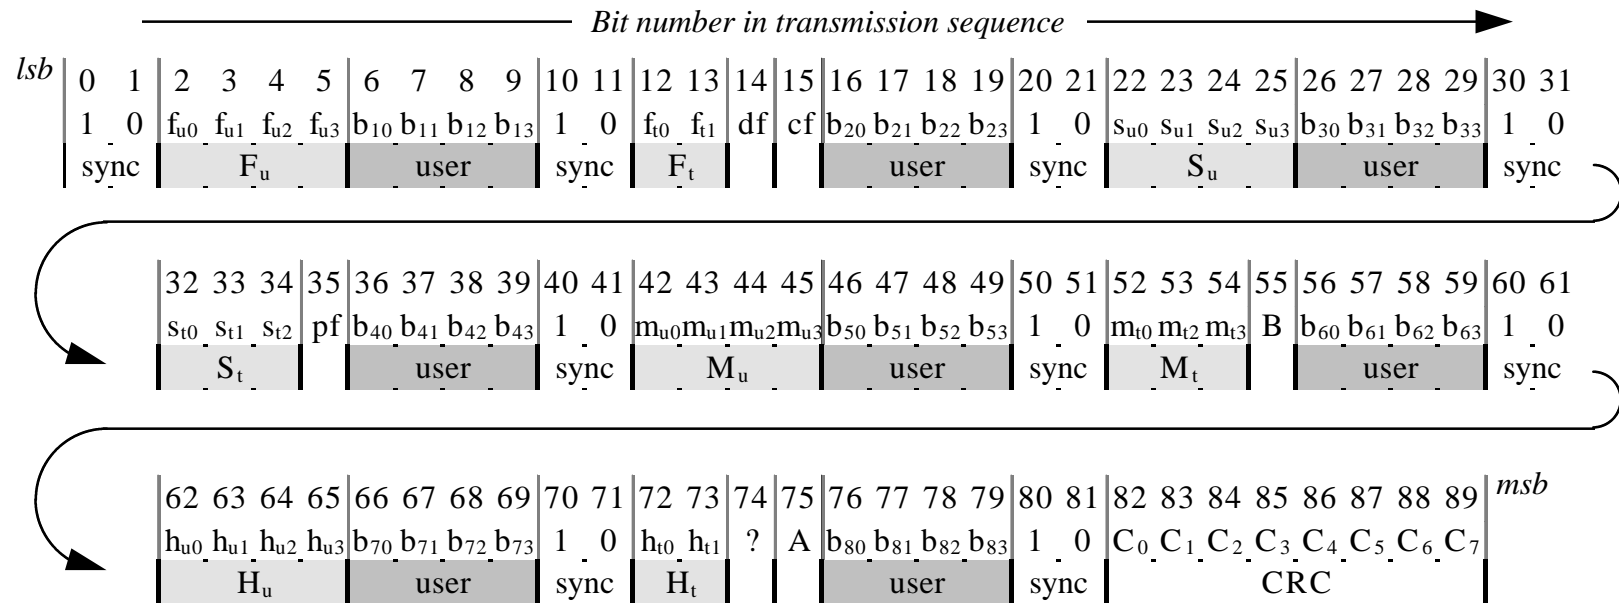 Bit number in transmission sequence
lsb 0 1 2 3 4 5 6 7 8 9 10 11 12 13 14 15 16 17 18 19 20 21 22 23 24 25 26 27 28 29 30 31
1 0 fu0 fu1 fu2 fu3 b10 b11 b12 b13 1 0 ft0 ft1 df cf b20 b21 b22 b23 1 0 su0 su1 su2 su3 b30 b31 b32 b33 1 0
sync Fu user sync Ft user sync Su user sync
32 33 34 35 36 37 38 39 40 41 42 43 44 45 46 47 48 49 50 51 52 53 54 55 56 57 58 59 60 61
st0 st1 st2 pf b40 b41 b42 b43 1 0 mu0 mu1 mu2 mu3 b50 b51 b52 b53 1 0 mt0 mt2 mt3 B b60 b61 b62 b63 1 0
St user sync Mu user sync Mt user sync
62 63 64 65 66 67 68 69 70 71 72 73 74 75 76 77 78 79 80 81 82 83 84 85 86 87 88 89 msb
hu0 hu1 hu2 hu3 b70 b71 b72 b73 1 0 ht0 ht1 ? A b80 b81 b82 b83 1 0 C0 C1 C2 C3 C4 C5 C6 C7
Hu user sync Ht user sync CRC